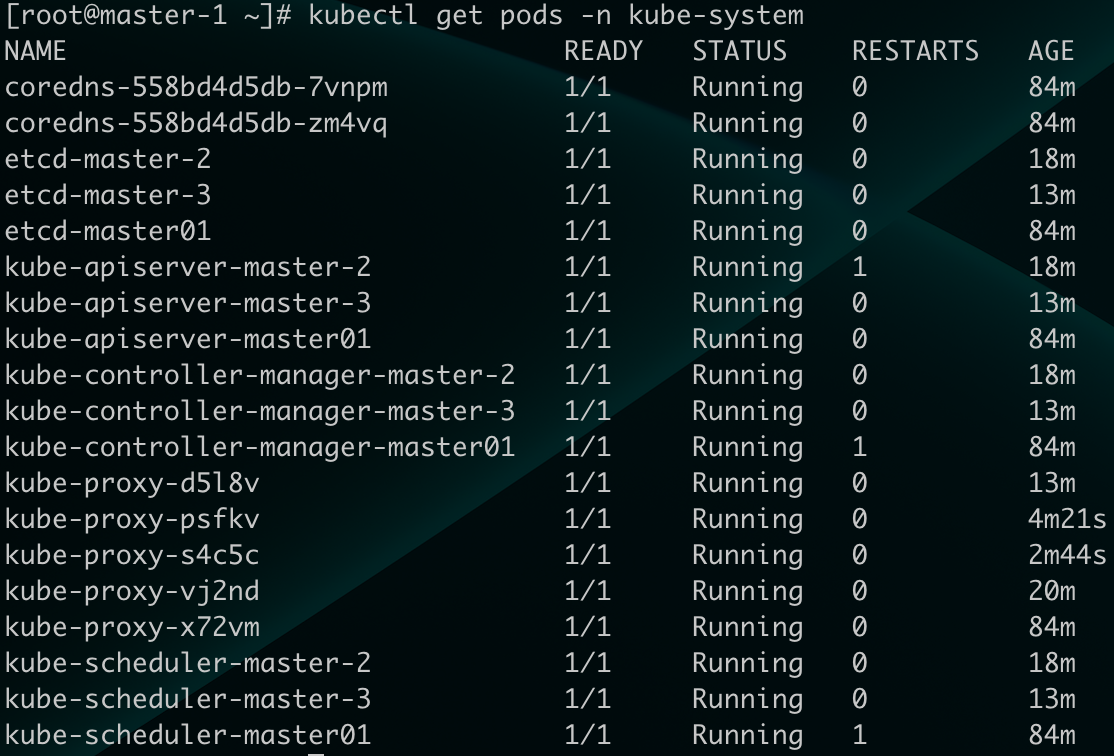 [root@master-1 ~]# kubectl get pods -n kube-system
NAME READY STATUS RESTARTS AGE
coredns-558bd4d5db-7vnpm 1/1 Running 0 84m
coredns-558bd4d5db-zm4vq 1/1 Running 0 84m
etcd-master-2 1/1 Running 0 18m
etcd-master-3 1/1 Running 0 13m
etcd-master01 1/1 Running 0 84m
kube-apiserver-master-2 1/1 Running 1 18m
kube-apiserver-master-3 1/1 Running 0 13m
kube-apiserver-master01 1/1 Running 0 84m
kube-controller-manager-master-2 1/1 Running 0 18m
kube-controller-manager-master-3 1/1 Running 0 13m
kube-controller-manager-master01 1/1 Running 1 84m
kube-proxy-d5l8v 1/1 Running 0 13m
kube-proxy-psfkv 1/1 Running 0 4m21s
kube-proxy-s4c5c 1/1 Running 0 2m44s
kube-proxy-vj2nd 1/1 Running 0 20m
kube-proxy-x72vm 1/1 Running 0 84m
kube-scheduler-master-2 1/1 Running 0 18m
kube-scheduler-master-3 1/1 Running 0 13m
kube-scheduler-master01 1/1 Running 1 84m